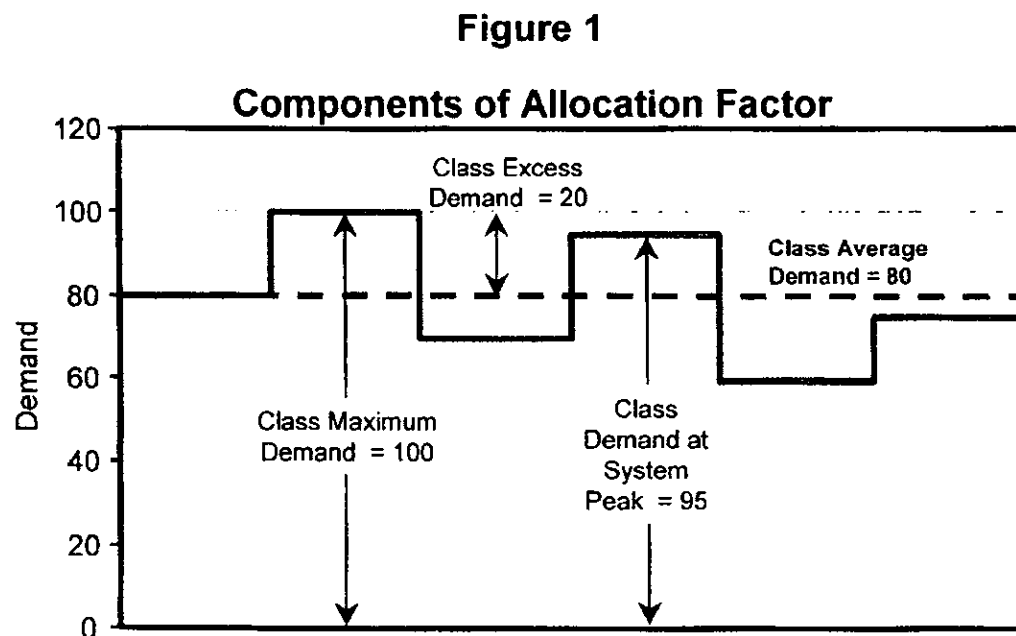 Figure 1
Components of Allocation Factor
120
100
80
60
40
20
0
Demand
Class Excess
Demand = 20
Class Average
Demand = 80
Class Maximum
Demand = 100
Class
Demand at
System
Peak = 95